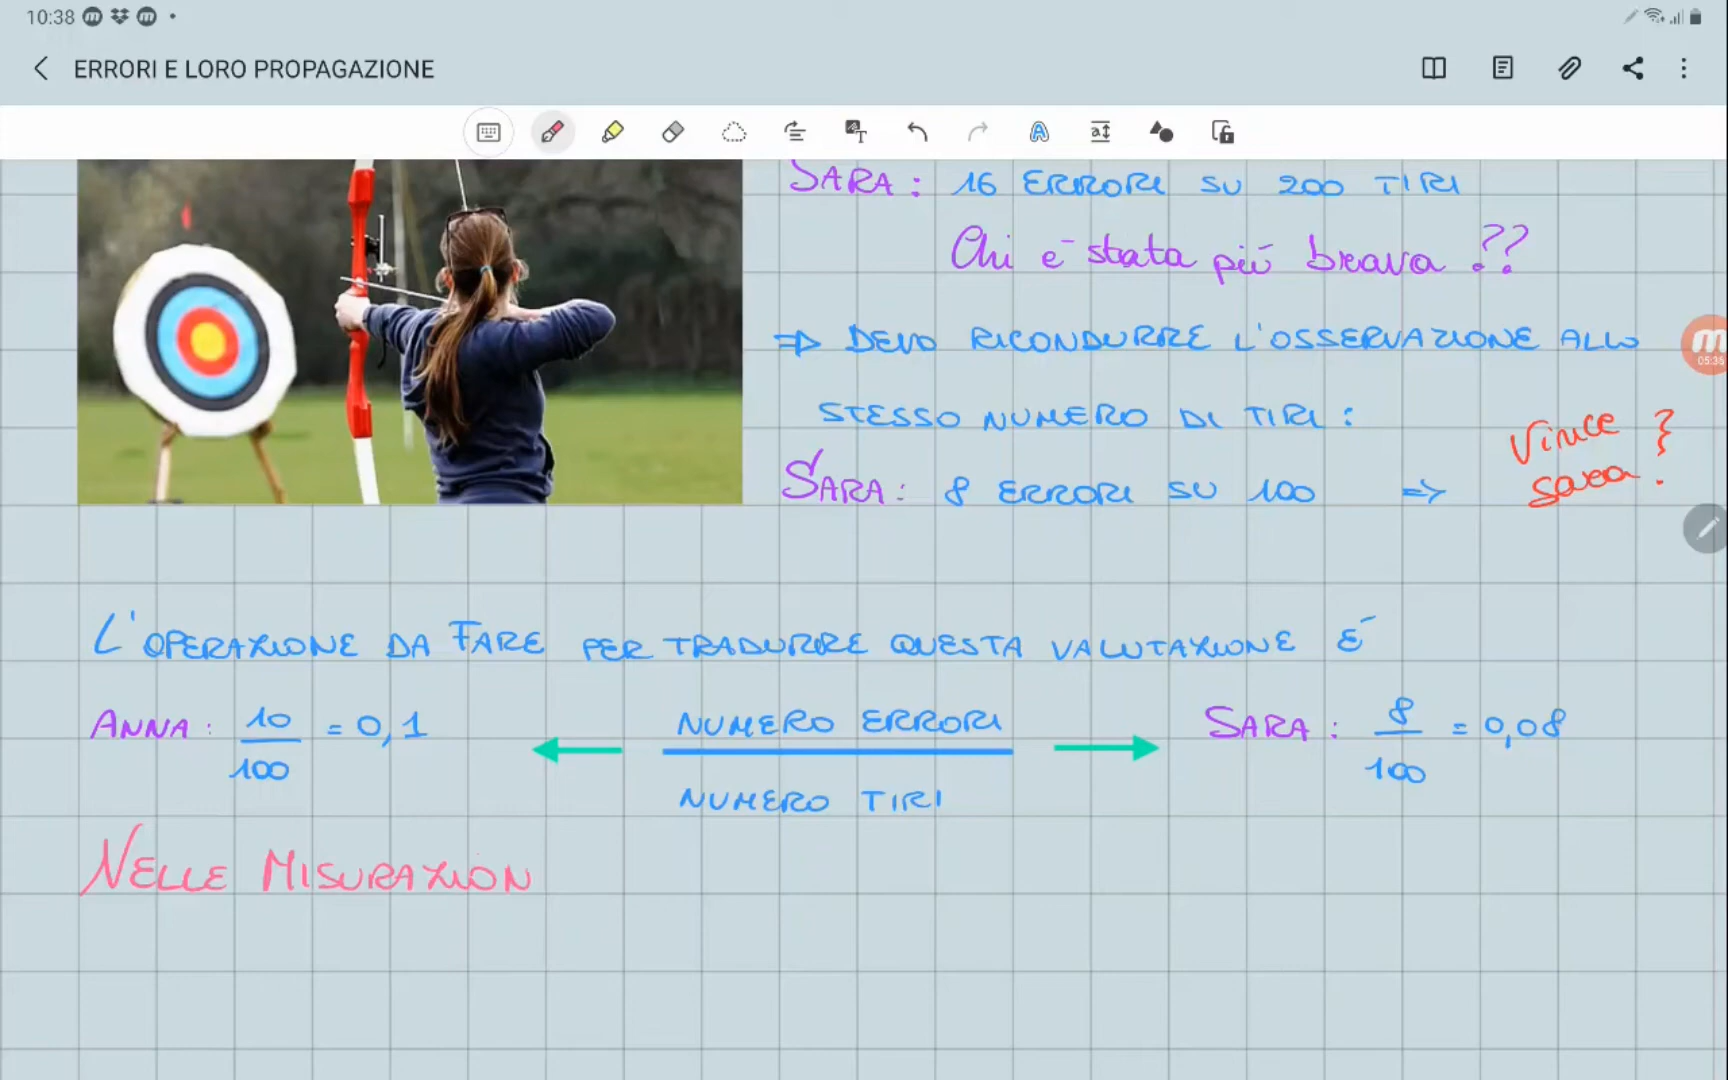 10:38
ERRORI E LORO PROPAGAZIONE
SARA: 16 ERRORI SU 200 TIRI
Chi è stata più brava ??
⇒ DEVO RICONDURRE L'OSSERVAZIONE ALLO
STESSO NUMERO DI TIRI:
SARA: 8 ERRORI SU 100 ⇒
Vince
Sara!
05:36
L'OPERAZIONE DA FARE PER TRADURRE QUESTA VALUTAZIONE È
ANNA: 10/100 = 0,1
NUMERO ERRORI
NUMERO TIRI
SARA: 8/100 = 0,08
NELLE MISURAZION